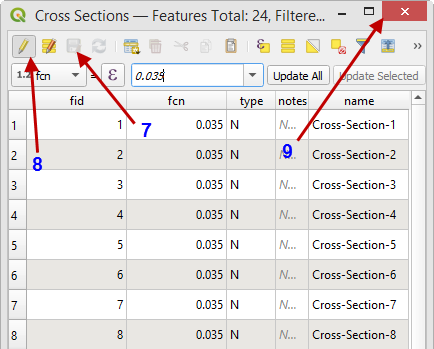 Cross Sections — Features Total: 24, Filtere...
»
1.2 fcn = ε 0.035 Update All Update Selected
fid fcn type notes name
1 1 0.035 N N... Cross-Section-1
7
2 2 0.035 N N... Cross-Section-2
8 9
3 3 0.035 N N... Cross-Section-3
4 4 0.035 N N... Cross-Section-4
5 5 0.035 N N... Cross-Section-5
6 6 0.035 N N... Cross-Section-6
7 7 0.035 N N... Cross-Section-7
8 8 0.035 N N... Cross-Section-8